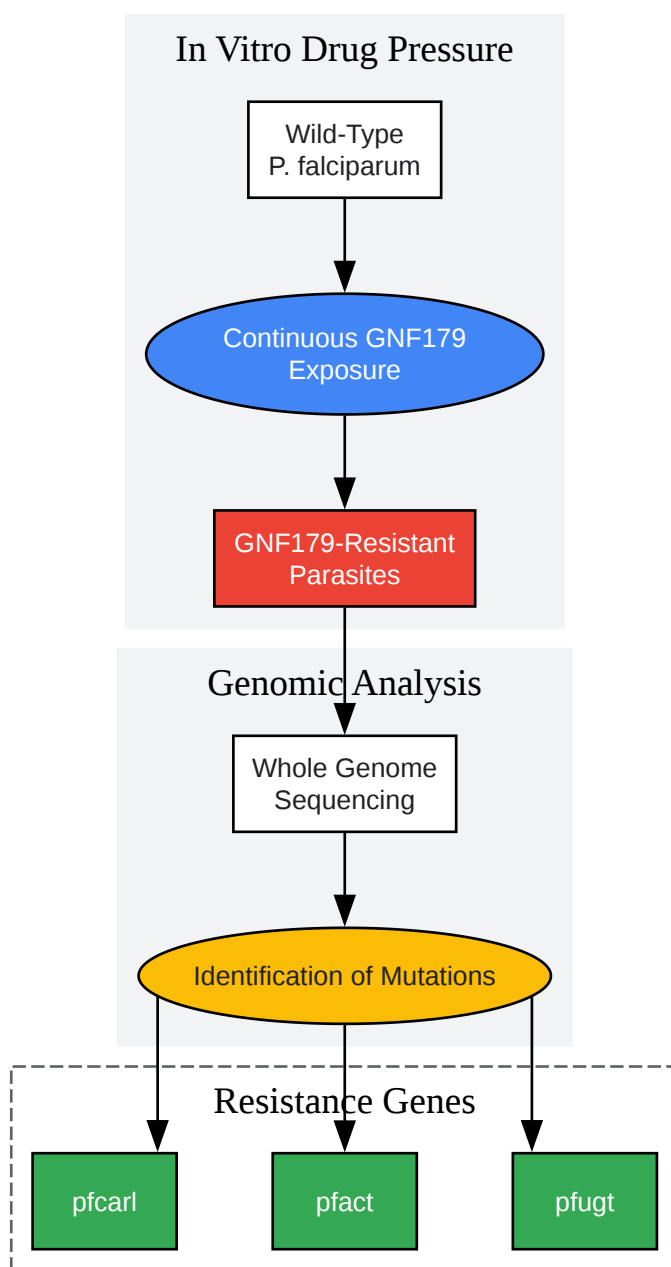 In Vitro Drug Pressure
Wild-Type
P. falciparum
Continuous GNF179
Exposure
GNF179-Resistant
Parasites
Genomic Analysis
Whole Genome
Sequencing
Identification of Mutations
Resistance Genes
pfcarl
pfact
pfugt